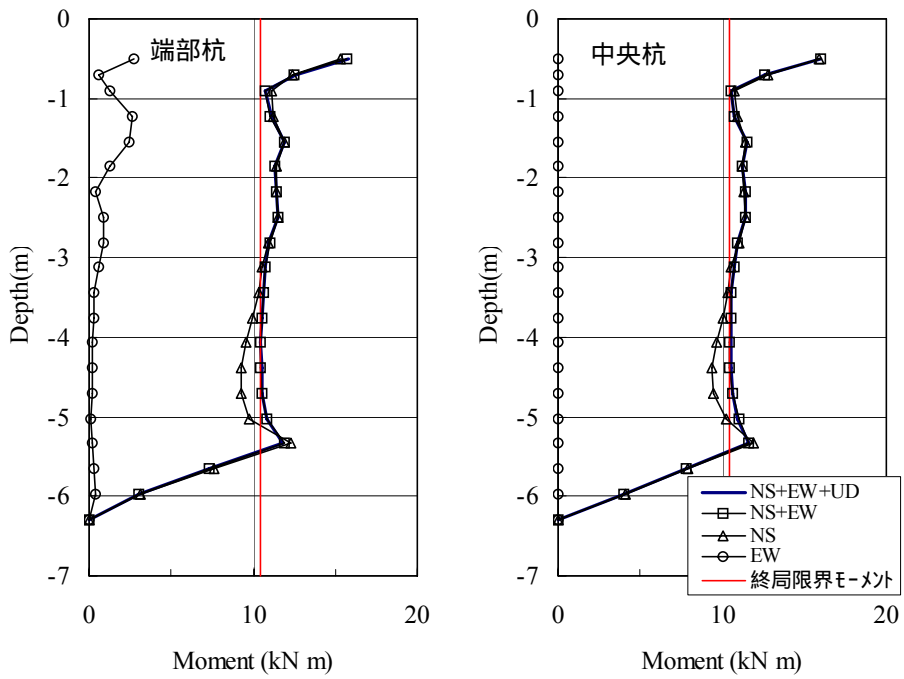 0
-1
-2
-3
-4
-5
-6
-7
Depth(m)
端部杭
0
10
20
Moment (kN m)
0
-1
-2
-3
-4
-5
-6
-7
Depth(m)
中央杭
NS+EW+UD
NS+EW
NS
EW
終局限界ﾓｰﾒﾝﾄ
0
10
20
Moment (kN m)